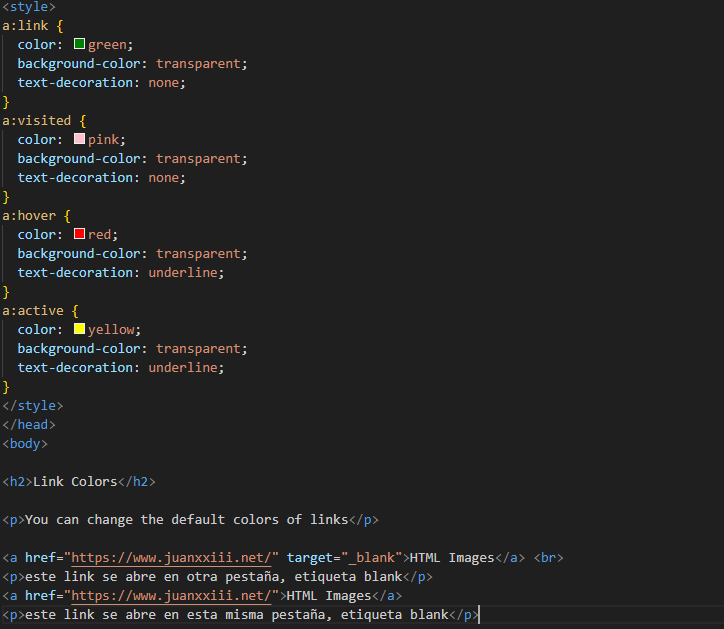 <style>
a:link {
  color: green;
  background-color: transparent;
  text-decoration: none;
}
a:visited {
  color: pink;
  background-color: transparent;
  text-decoration: none;
}
a:hover {
  color: red;
  background-color: transparent;
  text-decoration: underline;
}
a:active {
  color: yellow;
  background-color: transparent;
  text-decoration: underline;
}
</style>
</head>
<body>

<h2>Link Colors</h2>

<p>You can change the default colors of links</p>

<a href="https://www.juanxxiii.net/" target="_blank">HTML Images</a> <br>
<p>este link se abre en otra pestaña, etiqueta blank</p>
<a href="https://www.juanxxiii.net/">HTML Images</a>
<p>este link se abre en esta misma pestaña, etiqueta blank</p>